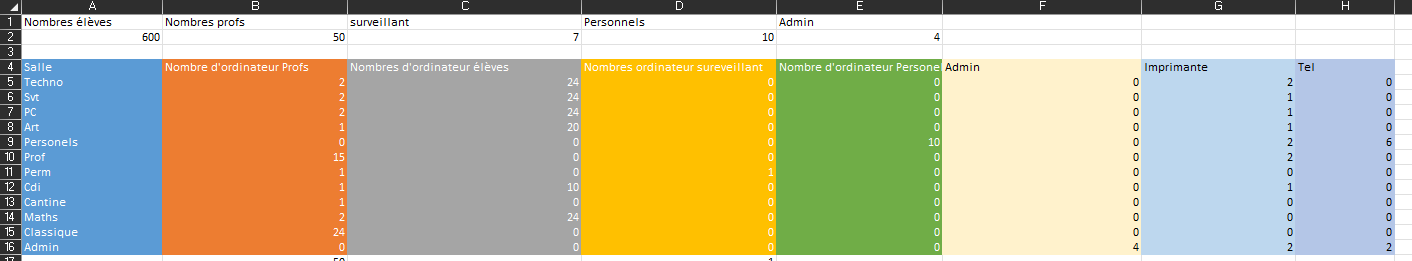 A B C D E F G H
1 Nombres élèves Nombres profs surveillant Personnels Admin
2 600 50 7 10 4
3
4 Salle Nombre d'ordinateur Profs Nombres d'ordinateur élèves Nombres ordinateur sureveillant Nombre d'ordinateur Persone Admin Imprimante Tel
5 Techno 2 24 0 0 0 2 0
6 Svt 2 24 0 0 0 1 0
7 PC 2 24 0 0 0 1 0
8 Art 1 20 0 0 0 1 0
9 Personels 0 0 0 10 0 2 6
10 Prof 15 0 0 0 0 2 0
11 Perm 1 0 1 0 0 0 0
12 Cdi 1 10 0 0 0 1 0
13 Cantine 1 0 0 0 0 0 0
14 Maths 2 24 0 0 0 0 0
15 Classique 24 0 0 0 0 0 0
16 Admin 0 0 0 0 4 2 2